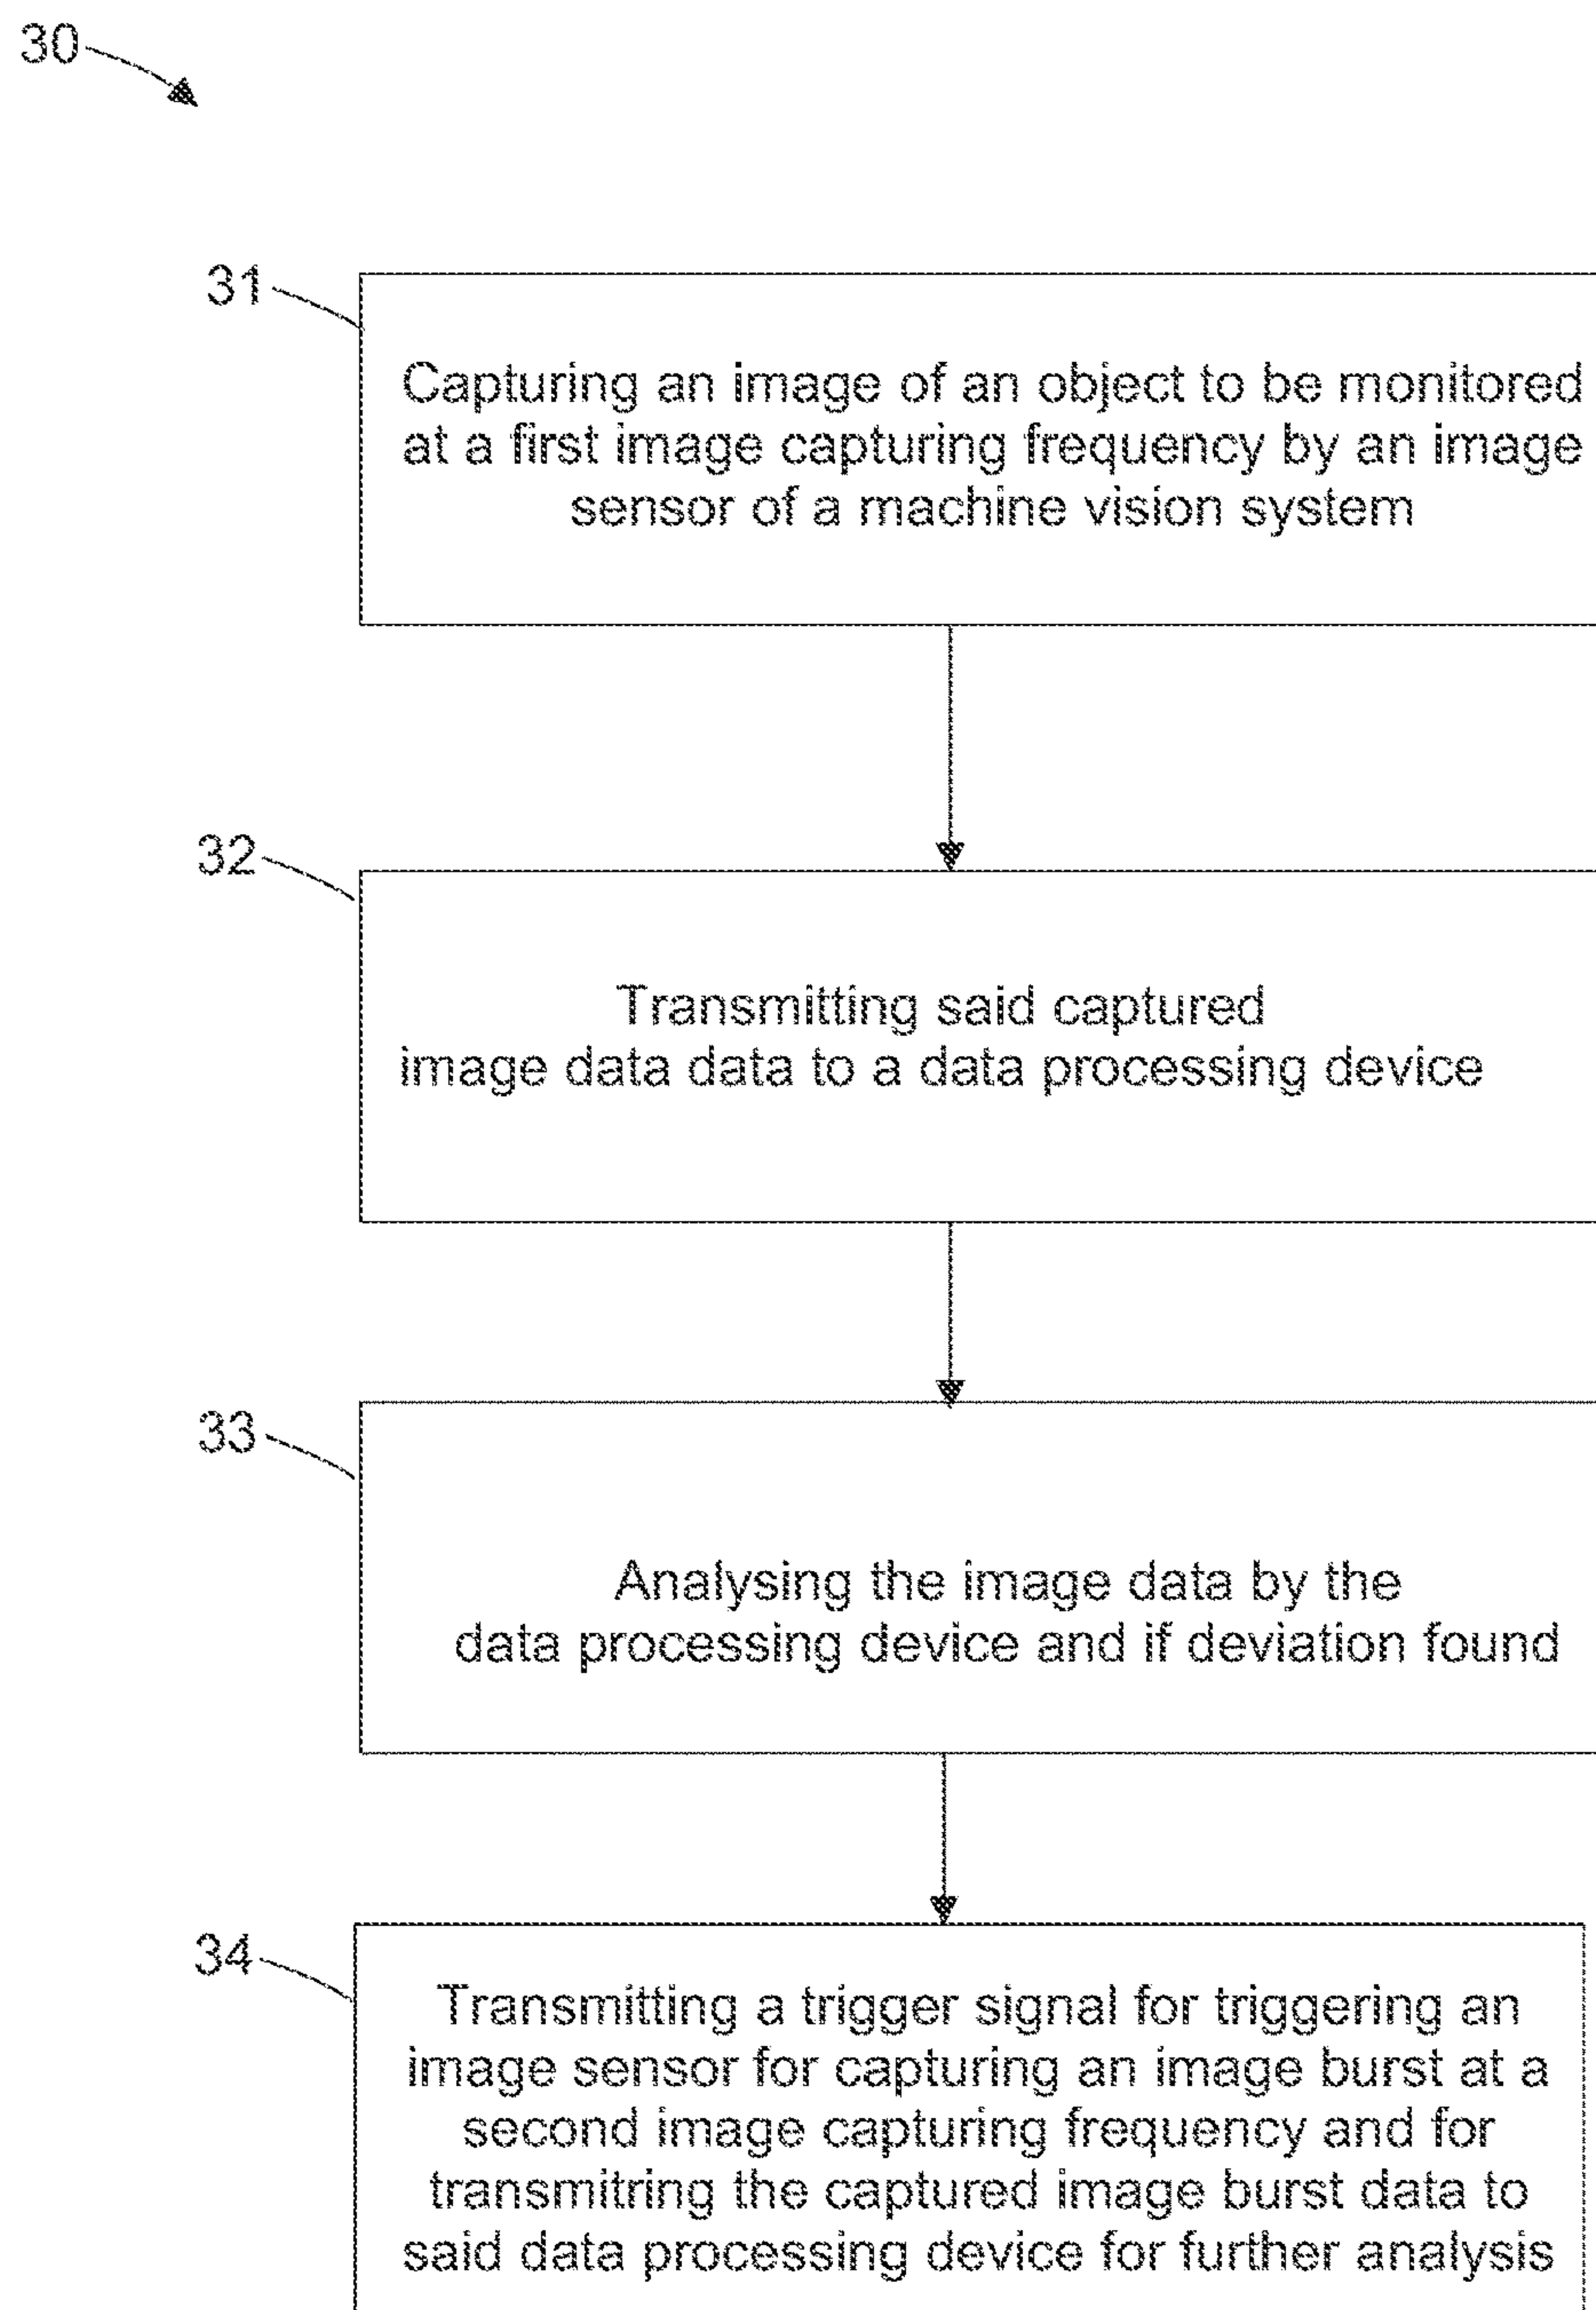 30
31
Capturing an image of an object to be monitored
at a first image capturing frequency by an image
sensor of a machine vision system
32
Transmitting said captured
image data data to a data processing device
33
Analysing the image data by the
data processing device and if deviation found
34
Transmitting a trigger signal for triggering an
image sensor for capturing an image burst at a
second image capturing frequency and for
transmitring the captured image burst data to
said data processing device for further analysis